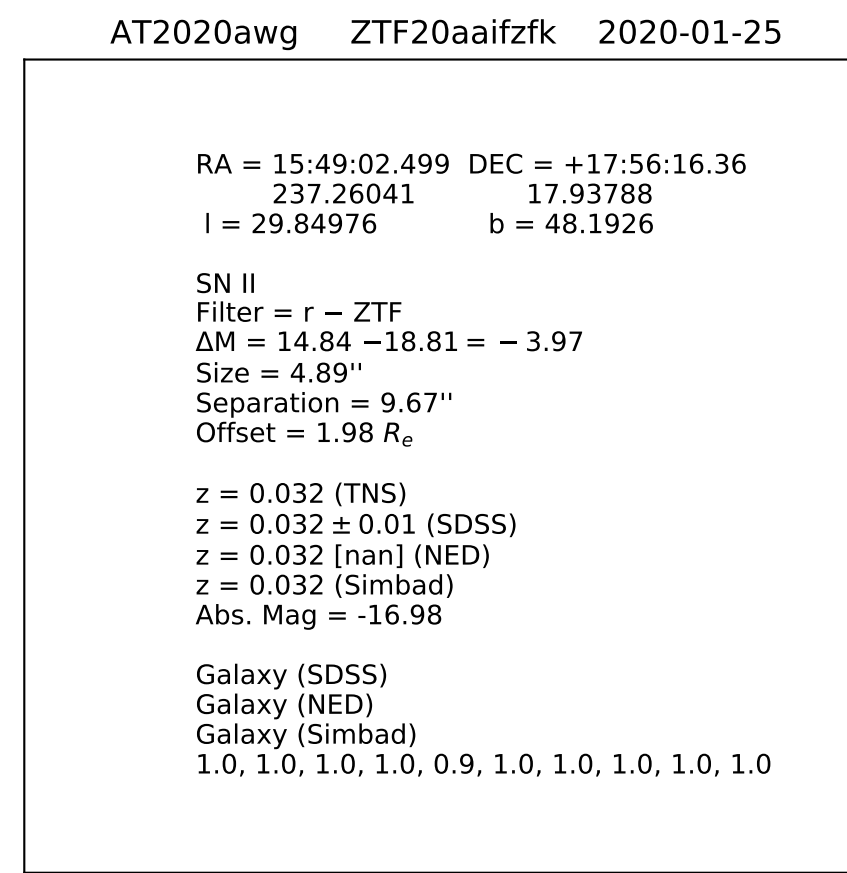 AT2020awg ZTF20aaifzfk 2020-01-25
RA = 15:49:02.499 DEC = +17:56:16.36
237.26041 17.93788
l = 29.84976 b = 48.1926
SN II
Filter = r − ZTF
ΔM = 14.84 −18.81 = − 3.97
Size = 4.89''
Separation = 9.67''
Offset = 1.98 Re
z = 0.032 (TNS)
z = 0.032 ± 0.01 (SDSS)
z = 0.032 [nan] (NED)
z = 0.032 (Simbad)
Abs. Mag = -16.98
Galaxy (SDSS)
Galaxy (NED)
Galaxy (Simbad)
1.0, 1.0, 1.0, 1.0, 0.9, 1.0, 1.0, 1.0, 1.0, 1.0